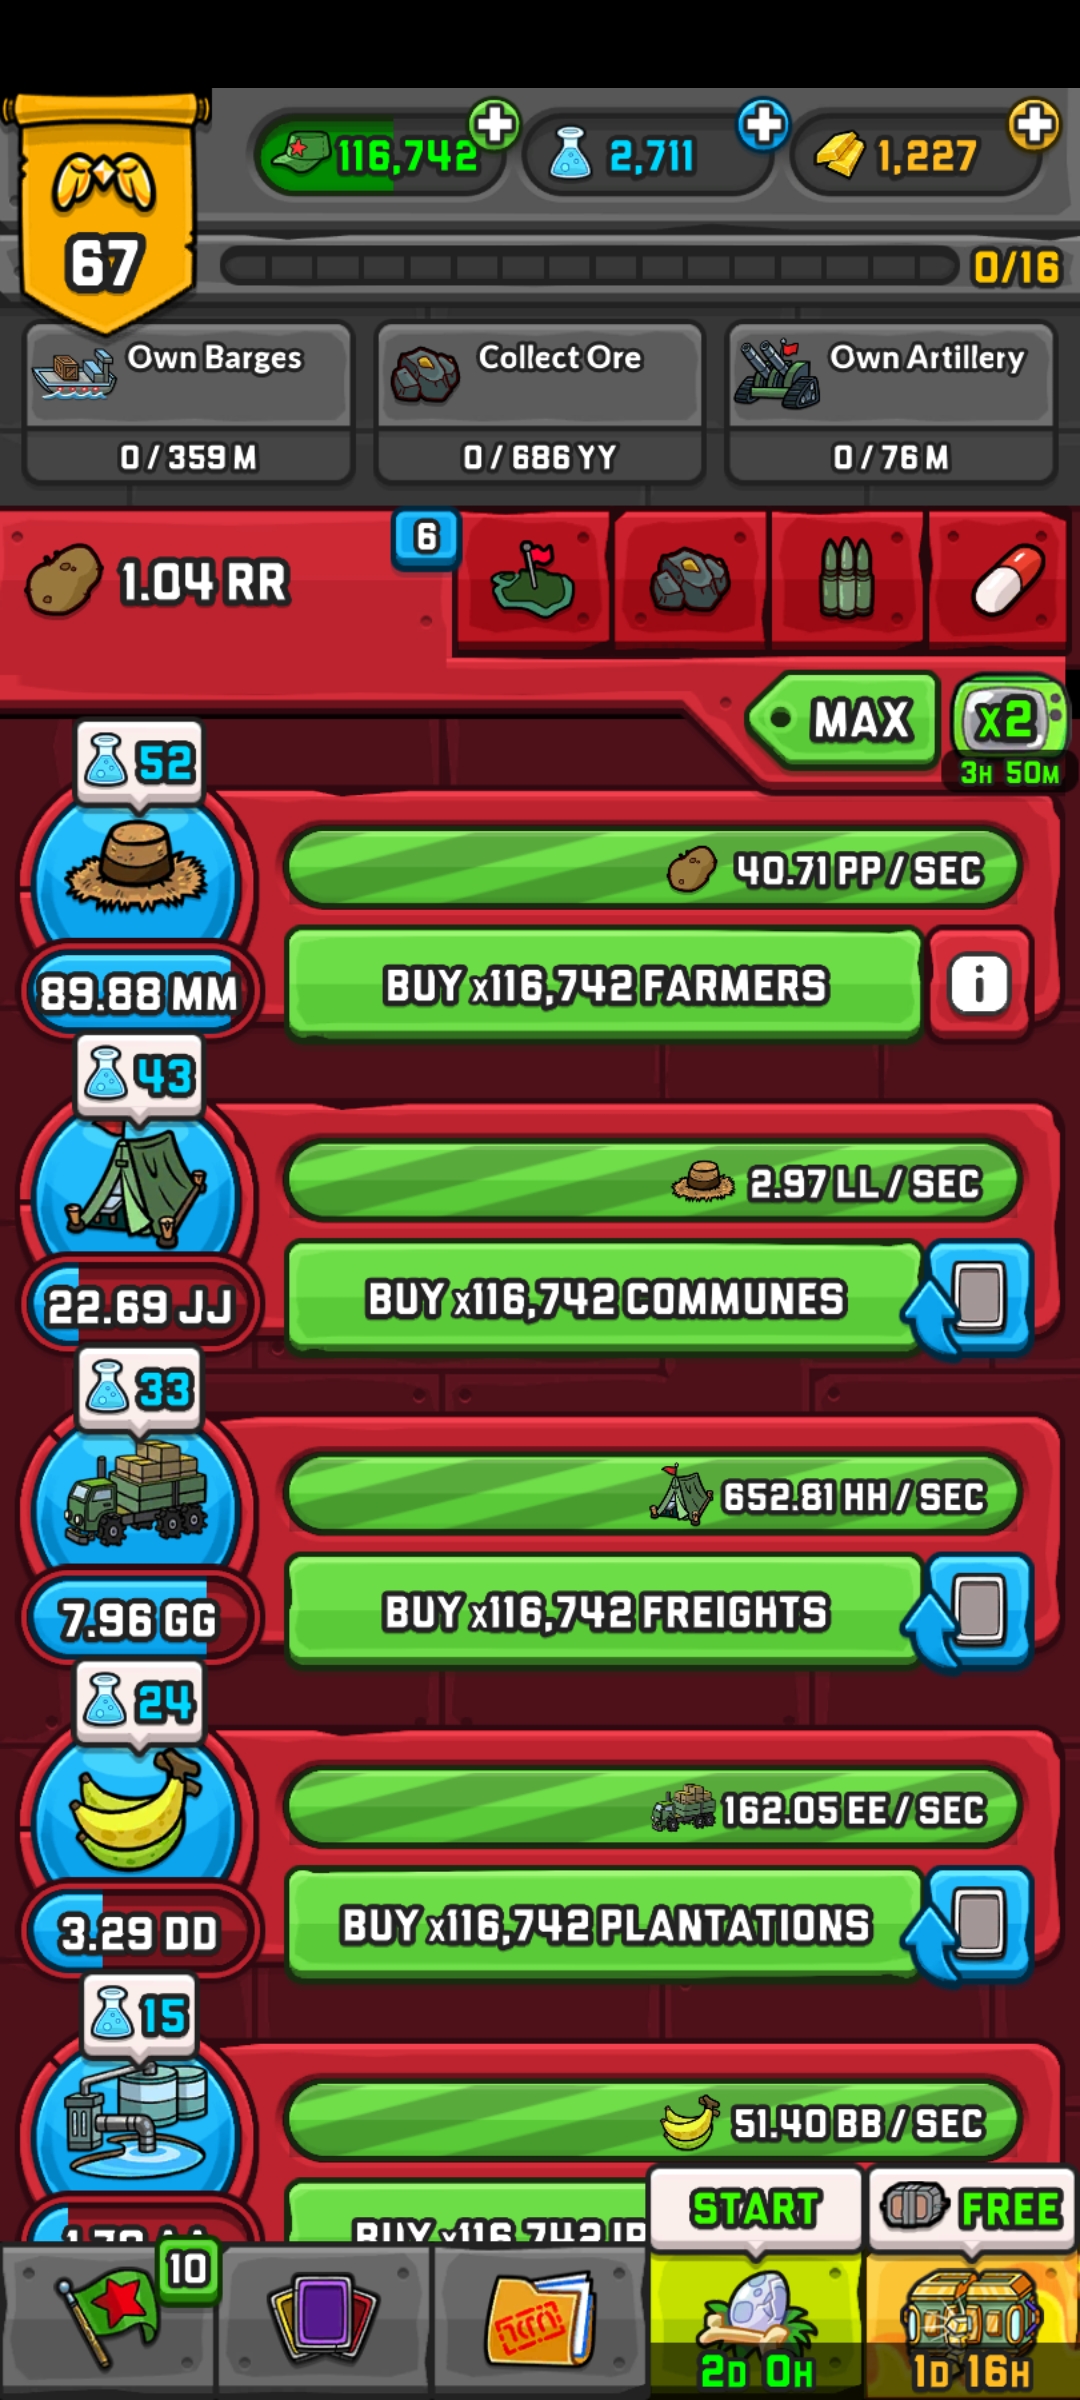 116,742
2,711
1,227
67
0/16
Own Barges
Collect Ore
Own Artillery
0 / 359 M
0 / 686 YY
0 / 76 M
1.04 RR
6
MAX
x2
3H 50M
52
40.71 PP / SEC
89.88 MM
BUY x116,742 FARMERS
i
43
2.97 LL / SEC
22.69 JJ
BUY x116,742 COMMUNES
33
652.81 HH / SEC
7.96 GG
BUY x116,742 FREIGHTS
24
162.05 EE / SEC
3.29 DD
BUY x116,742 PLANTATIONS
15
51.40 BB / SEC
BUY x116,742
START
FREE
10
2D 0H
1D 16H